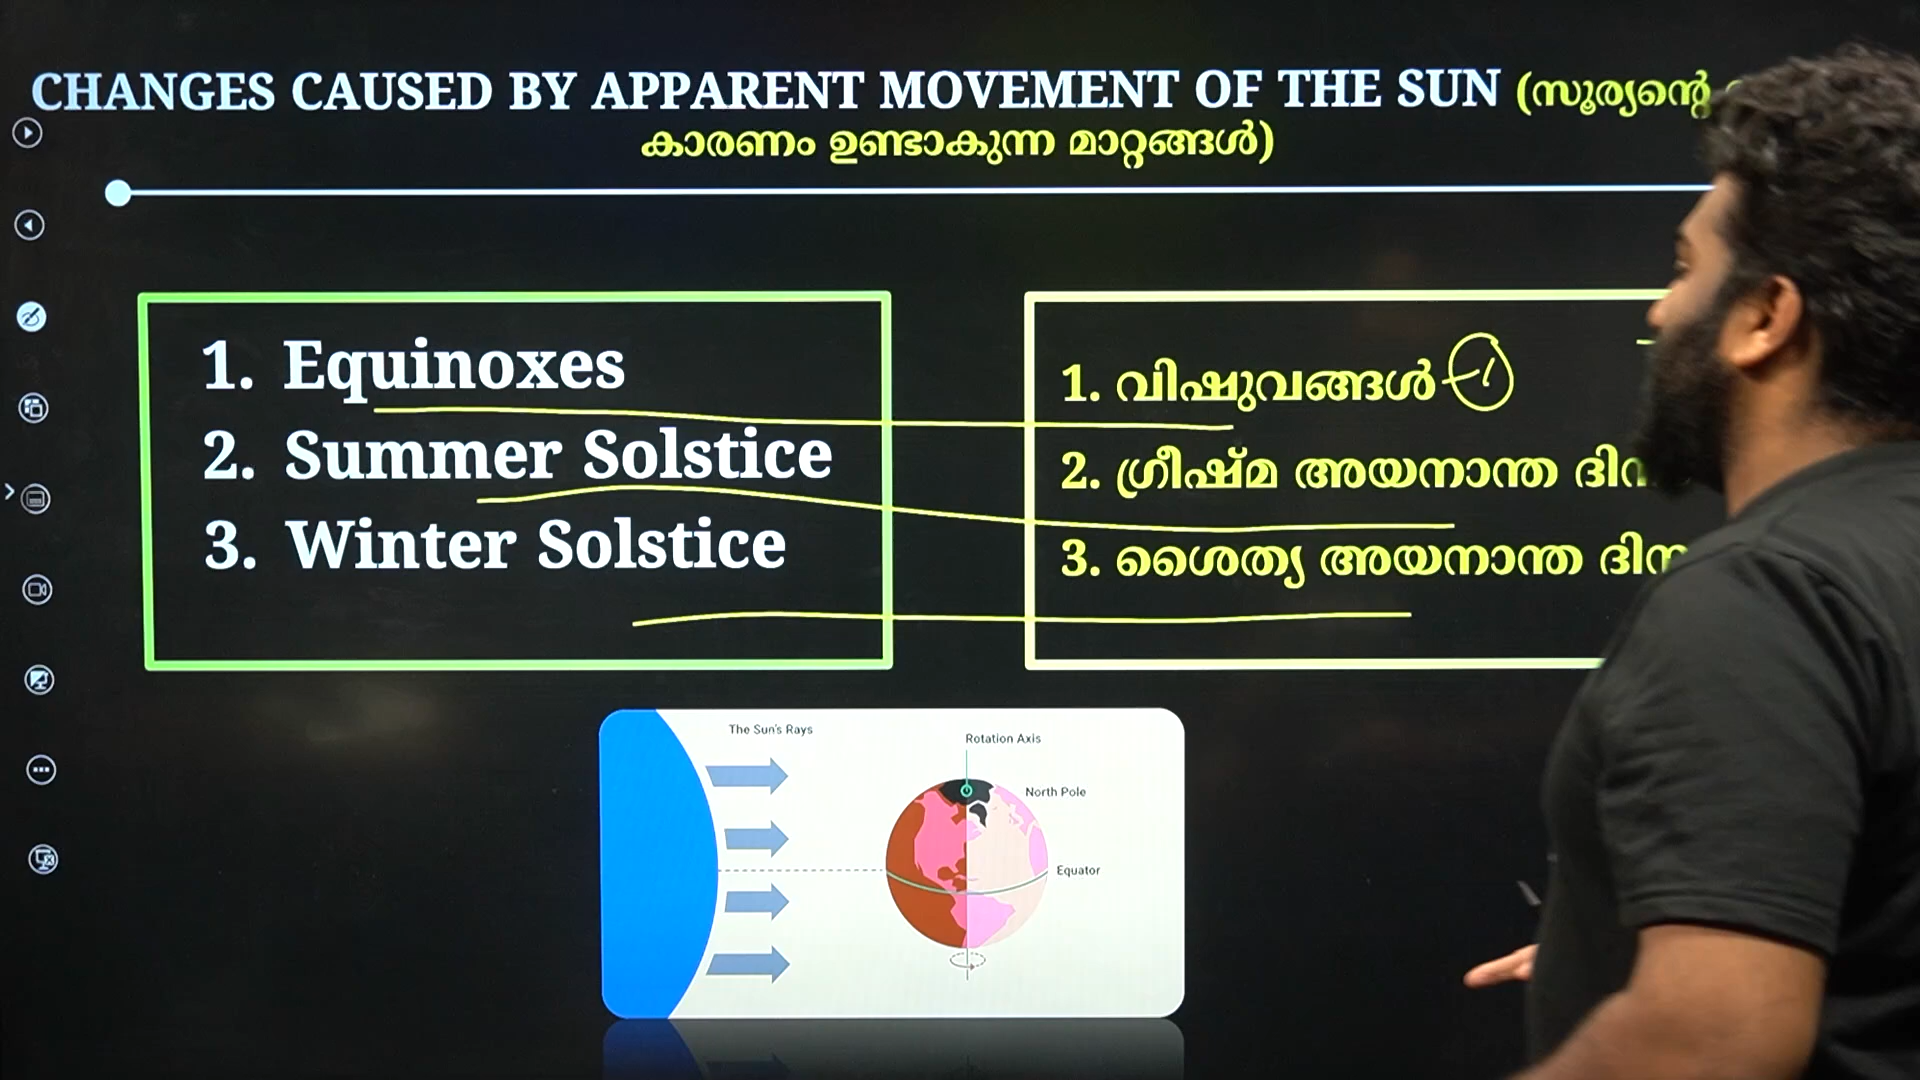 CHANGES CAUSED BY APPARENT MOVEMENT OF THE SUN (സൂര്യന്റെ
കാരണം ഉണ്ടാകുന്ന മാറ്റങ്ങൾ)
1. Equinoxes
2. Summer Solstice
3. Winter Solstice
1. വിഷുവങ്ങൾ
2. ഗ്രീഷ്മ അയനാന്ത
3. ശൈത്യ അയനാന്ത
The Sun's Rays
Rotation Axis
North Pole
Equator